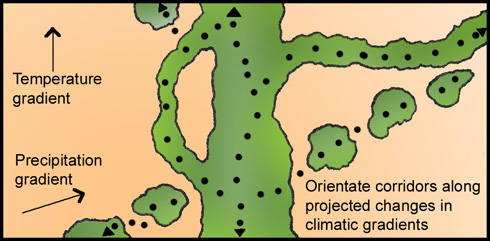 Temperature
gradient
Precipitation
gradient
Orientate corridors along
projected changes in
climatic gradients